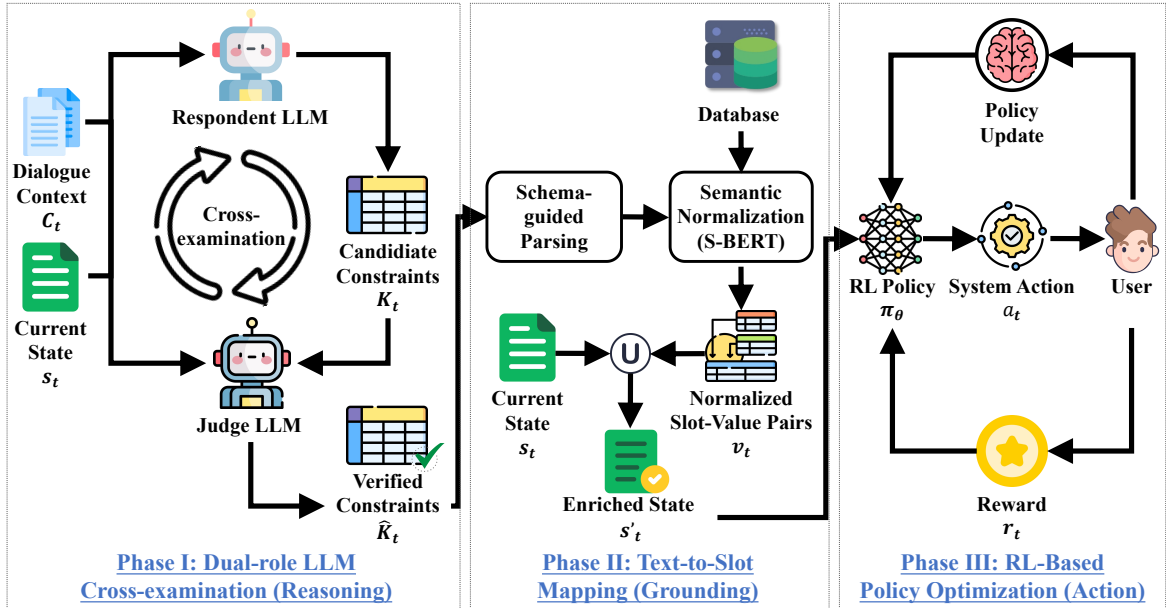 Respondent LLM
Dialogue
Context
C_t
Cross-
examination
Candidate
Constraints
K_t
Current
State
s_t
Judge LLM
Verified
Constraints
K̂_t
Phase I: Dual-role LLM
Cross-examination (Reasoning)
Database
Schema-
guided
Parsing
Semantic
Normalization
(S-BERT)
Current
State
s_t
U
Normalized
Slot-Value Pairs
v_t
Enriched State
s'_t
Phase II: Text-to-Slot
Mapping (Grounding)
Policy
Update
RL Policy
π_θ
System Action
a_t
User
Reward
r_t
Phase III: RL-Based
Policy Optimization (Action)